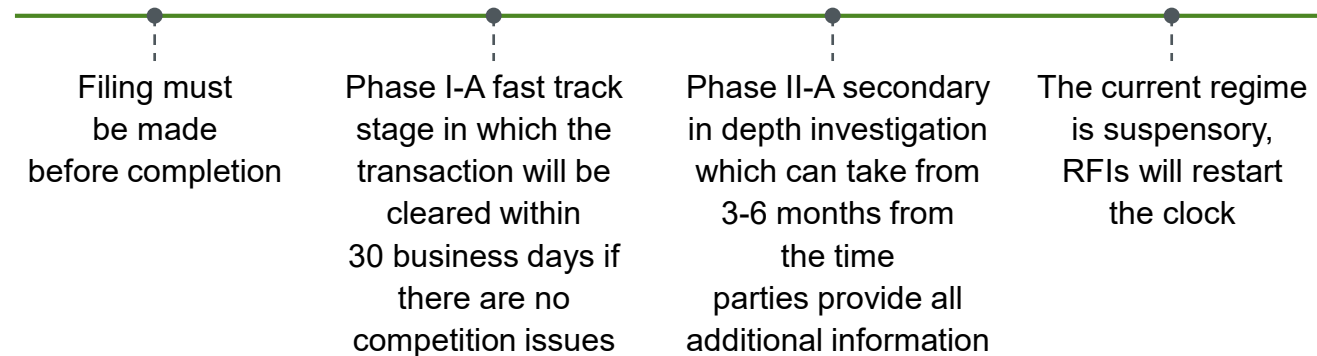 Filing must
be made
before completion
Phase I-A fast track
stage in which the
transaction will be
cleared within
30 business days if
there are no
competition issues
Phase II-A secondary
in depth investigation
which can take from
3-6 months from
the time
parties provide all
additional information
The current regime
is suspensory,
RFIs will restart
the clock